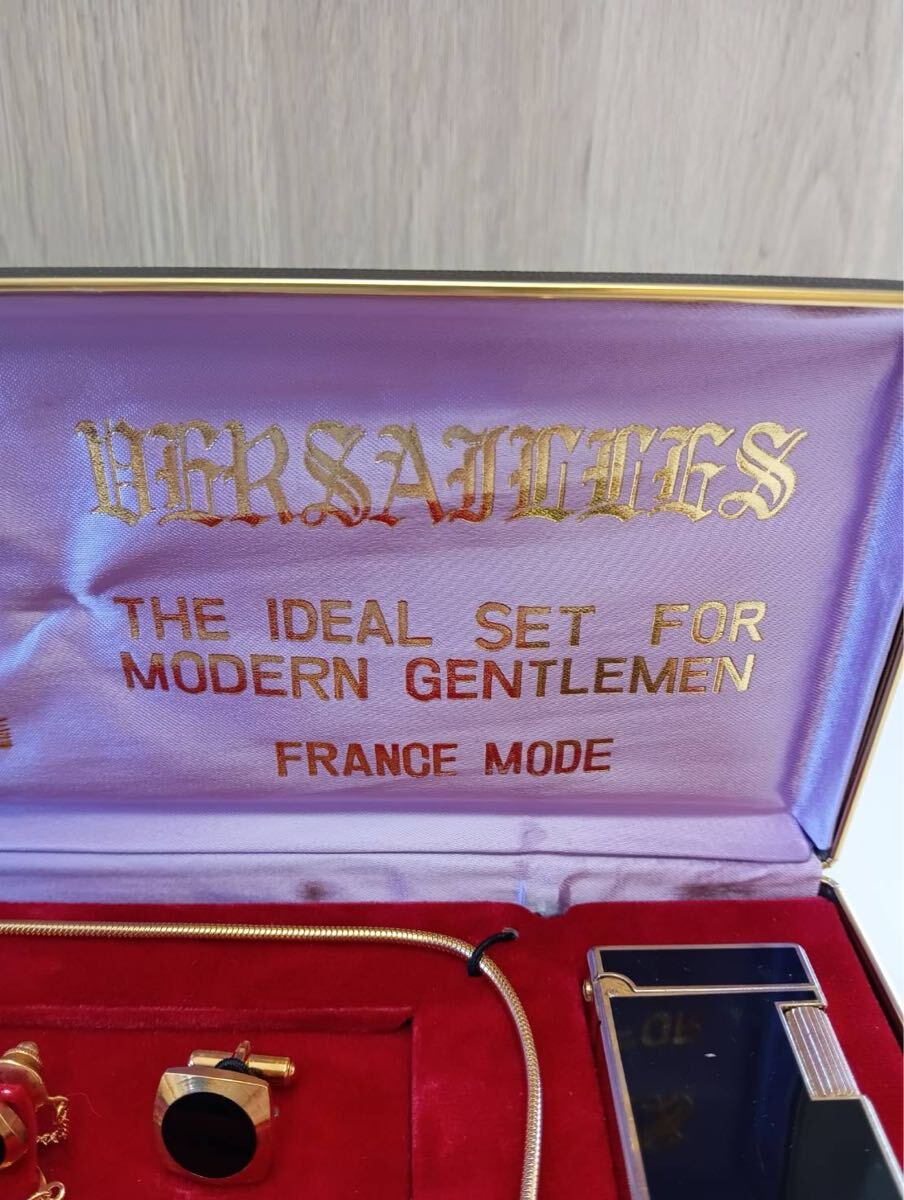 VERSAILLES
THE IDEAL SET FOR
MODERN GENTLEMEN
FRANCE MODE